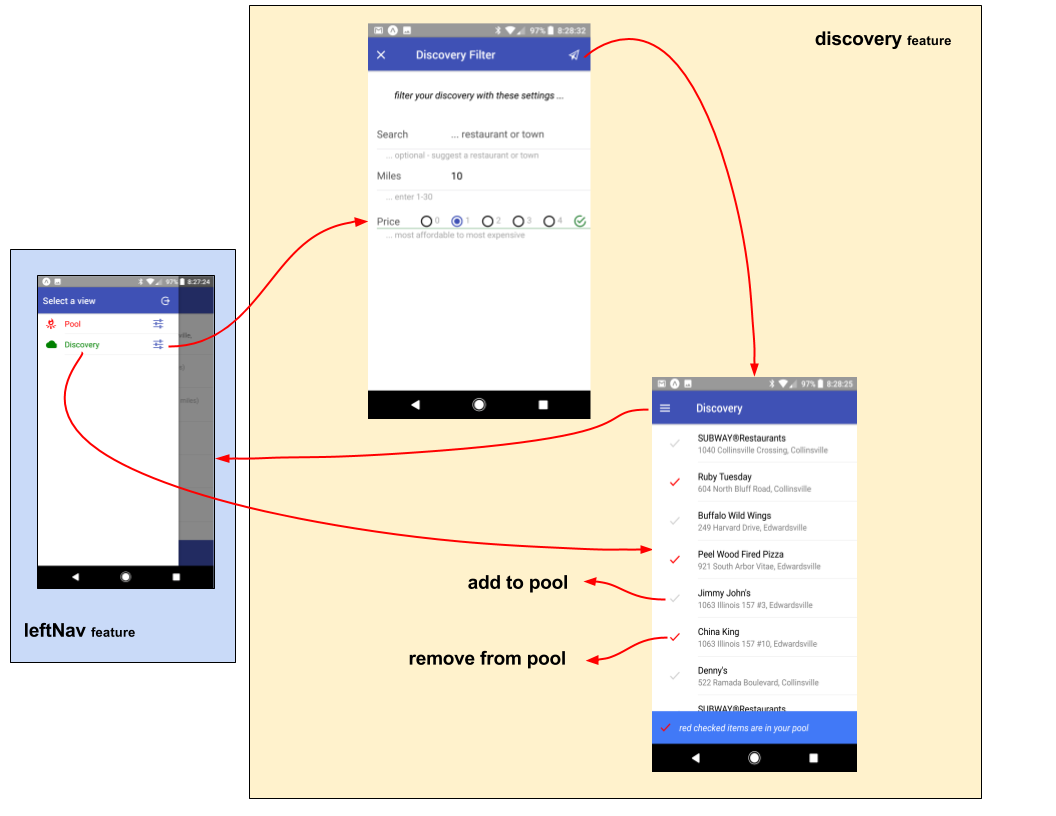 discovery feature
97% 8:28:32
Discovery Filter
filter your discovery with these settings ...
Search ... restaurant or town
... optional - suggest a restaurant or town
Miles 10
... enter 1-30
Price 0 1 2 3 4
... most affordable to most expensive
97% 8:27:24
Select a view
Pool
Discovery
ville,
s)
miles)
leftNav feature
97% 8:28:25
Discovery
SUBWAY®Restaurants
1040 Collinsville Crossing, Collinsville
Ruby Tuesday
604 North Bluff Road, Collinsville
Buffalo Wild Wings
249 Harvard Drive, Edwardsville
Peel Wood Fired Pizza
921 South Arbor Vitae, Edwardsville
Jimmy John's
1063 Illinois 157 #3, Edwardsville
China King
1063 Illinois 157 #10, Edwardsville
Denny's
522 Ramada Boulevard, Collinsville
SUBWAY®Restaurants
red checked items are in your pool
add to pool
remove from pool